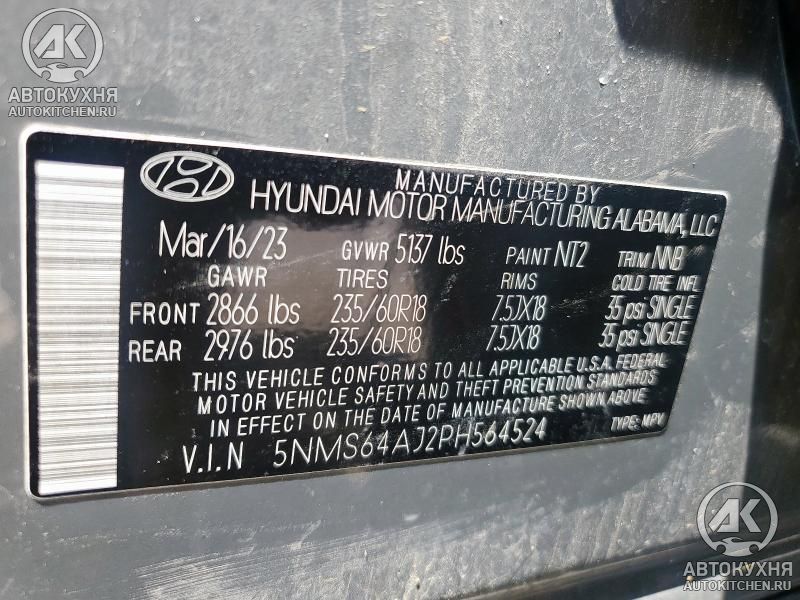 AK
АВТОКУХНЯ
AUTOKITCHEN.RU
MANUFACTURED BY
HYUNDAI MOTOR MANUFACTURING ALABAMA, LLC
Mar/16/23 GVWR 5137 lbs PAINT NT2 TRIM NNB
GAWR TIRES RIMS COLD TIRE INFL
FRONT 2866 lbs 235/60R18 7.5JX18 35 psi SINGLE
REAR 2976 lbs 235/60R18 7.5JX18 35 psi SINGLE
THIS VEHICLE CONFORMS TO ALL APPLICABLE U.S.A. FEDERAL
MOTOR VEHICLE SAFETY AND THEFT PREVENTION STANDARDS
IN EFFECT ON THE DATE OF MANUFACTURE SHOWN ABOVE.
V.I.N 5NMS64AJ2PH564524 TYPE: MPV
AK
АВТОКУХНЯ
AUTOKITCHEN.RU